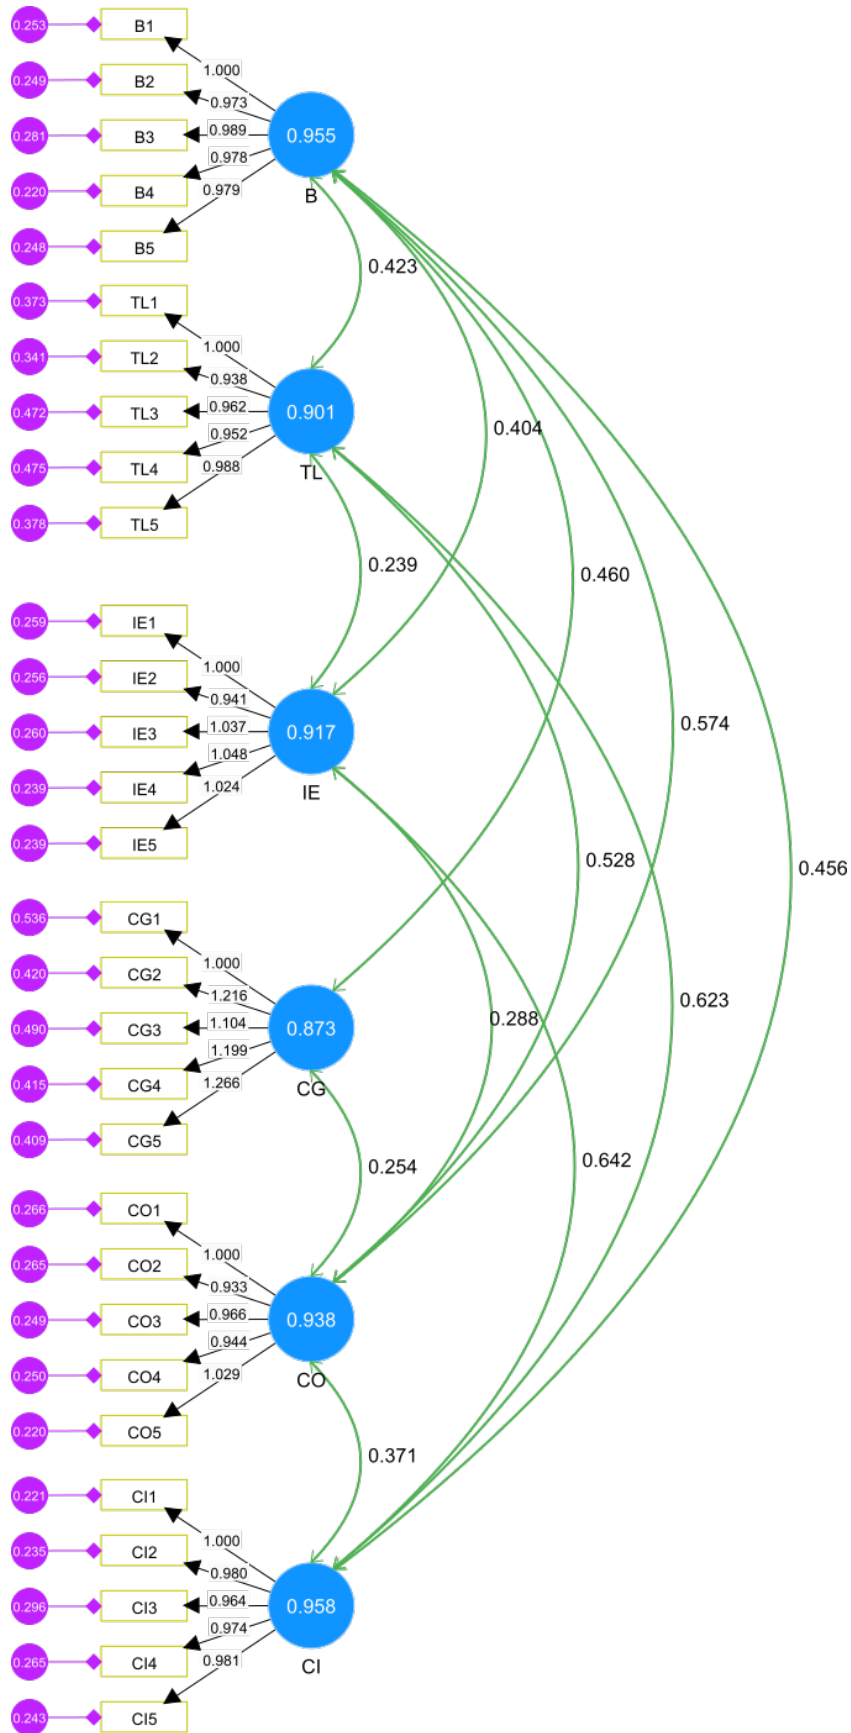 0.253 B1
1.000
0.249 B2
0.973
0.281 B3 0.989 0.955
0.978
0.220 B4
0.979
B
0.248 B5
0.423
0.373 TL1
1.000
0.341 TL2
0.938
0.472 TL3 0.962 0.901
0.404
0.952
0.475 TL4
0.988
TL
0.378 TL5
0.239
0.460
0.259 IE1
1.000
0.256 IE2
0.941
0.574
0.260 IE3 1.037 0.917
1.048
0.239 IE4
1.024
IE
0.239 IE5
0.528
0.456
0.536 CG1
1.000
0.420 CG2
1.216
0.623
0.288
0.490 CG3 1.104 0.873
1.199
0.415 CG4
1.266
CG
0.409 CG5
0.642
0.254
0.266 CO1
1.000
0.265 CO2
0.933
0.249 CO3 0.966 0.938
0.944
0.250 CO4
1.029
CO
0.220 CO5
0.371
0.221 CI1
1.000
0.235 CI2
0.980
0.296 CI3 0.964 0.958
0.974
0.265 CI4
0.981
CI
0.243 CI5